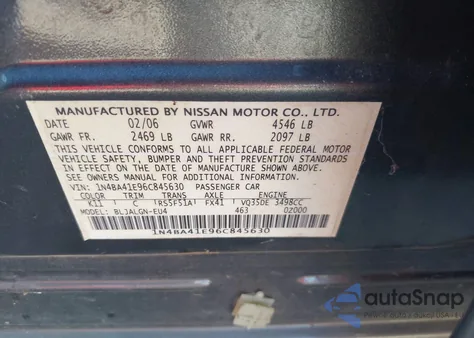 MANUFACTURED BY NISSAN MOTOR CO., LTD.
DATE 02/06 GVWR 4546 LB
GAWR FR. 2469 LB GAWR RR. 2097 LB
THIS VEHICLE CONFORMS TO ALL APPLICABLE FEDERAL MOTOR
VEHICLE SAFETY, BUMPER AND THEFT PREVENTION STANDARDS
IN EFFECT ON THE DATE OF MANUFACTURE SHOWN ABOVE.
SEE OWNERS MANUAL FOR ADDITIONAL INFORMATION.
VIN: 1N4BA41E96C845630 PASSENGER CAR
COLOR TRIM TRANS AXLE ENGINE
K11 C RS5F51A FX41 VQ35DE 3498CC
MODEL: BLJALGN-EU4 463 02000
1N4BA41E96C845630
autoSnap